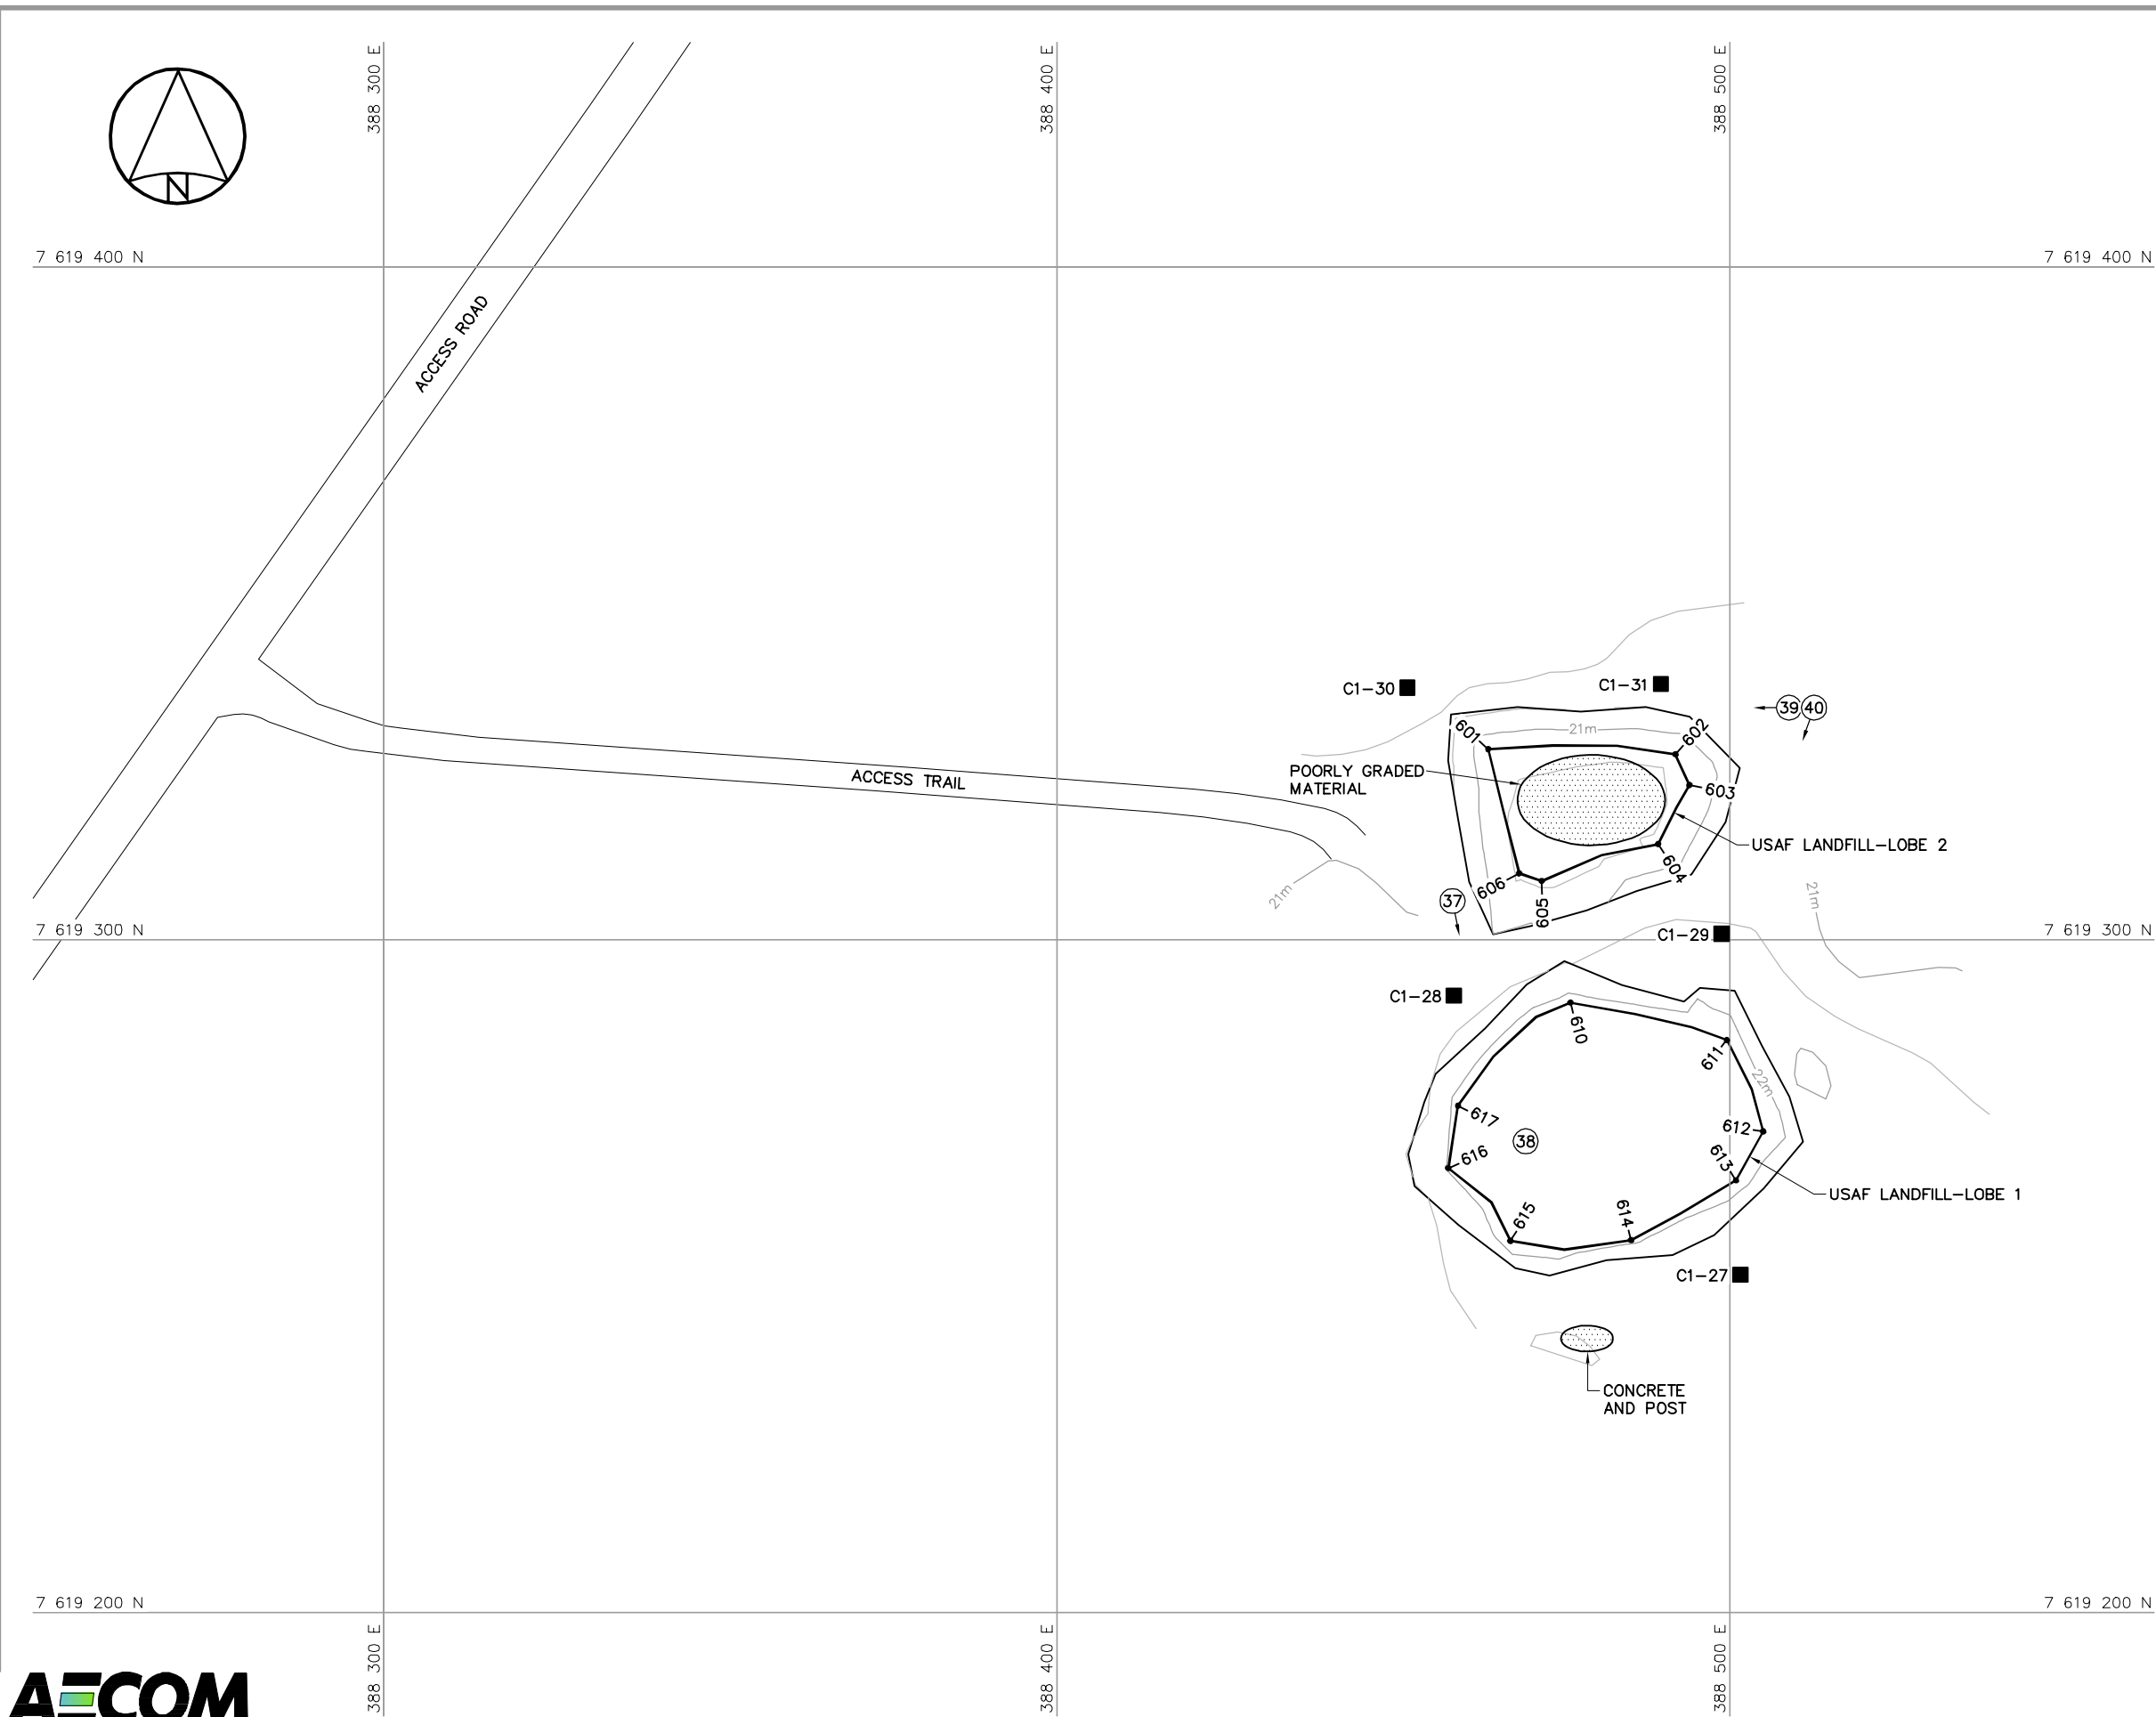 388 300 E
388 400 E
388 500 E
N
7 619 400 N
7 619 400 N
ACCESS ROAD
C1-30
C1-31
39
40
601
21m
602
POORLY GRADED
MATERIAL
603
ACCESS TRAIL
USAF LANDFILL-LOBE 2
604
606
605
21m
21m
37
7 619 300 N
C1-29
7 619 300 N
C1-28
610
611
22m
617
612
38
616
613
USAF LANDFILL-LOBE 1
615
614
C1-27
CONCRETE
AND POST
7 619 200 N
7 619 200 N
388 300 E
388 400 E
388 500 E
AECOM